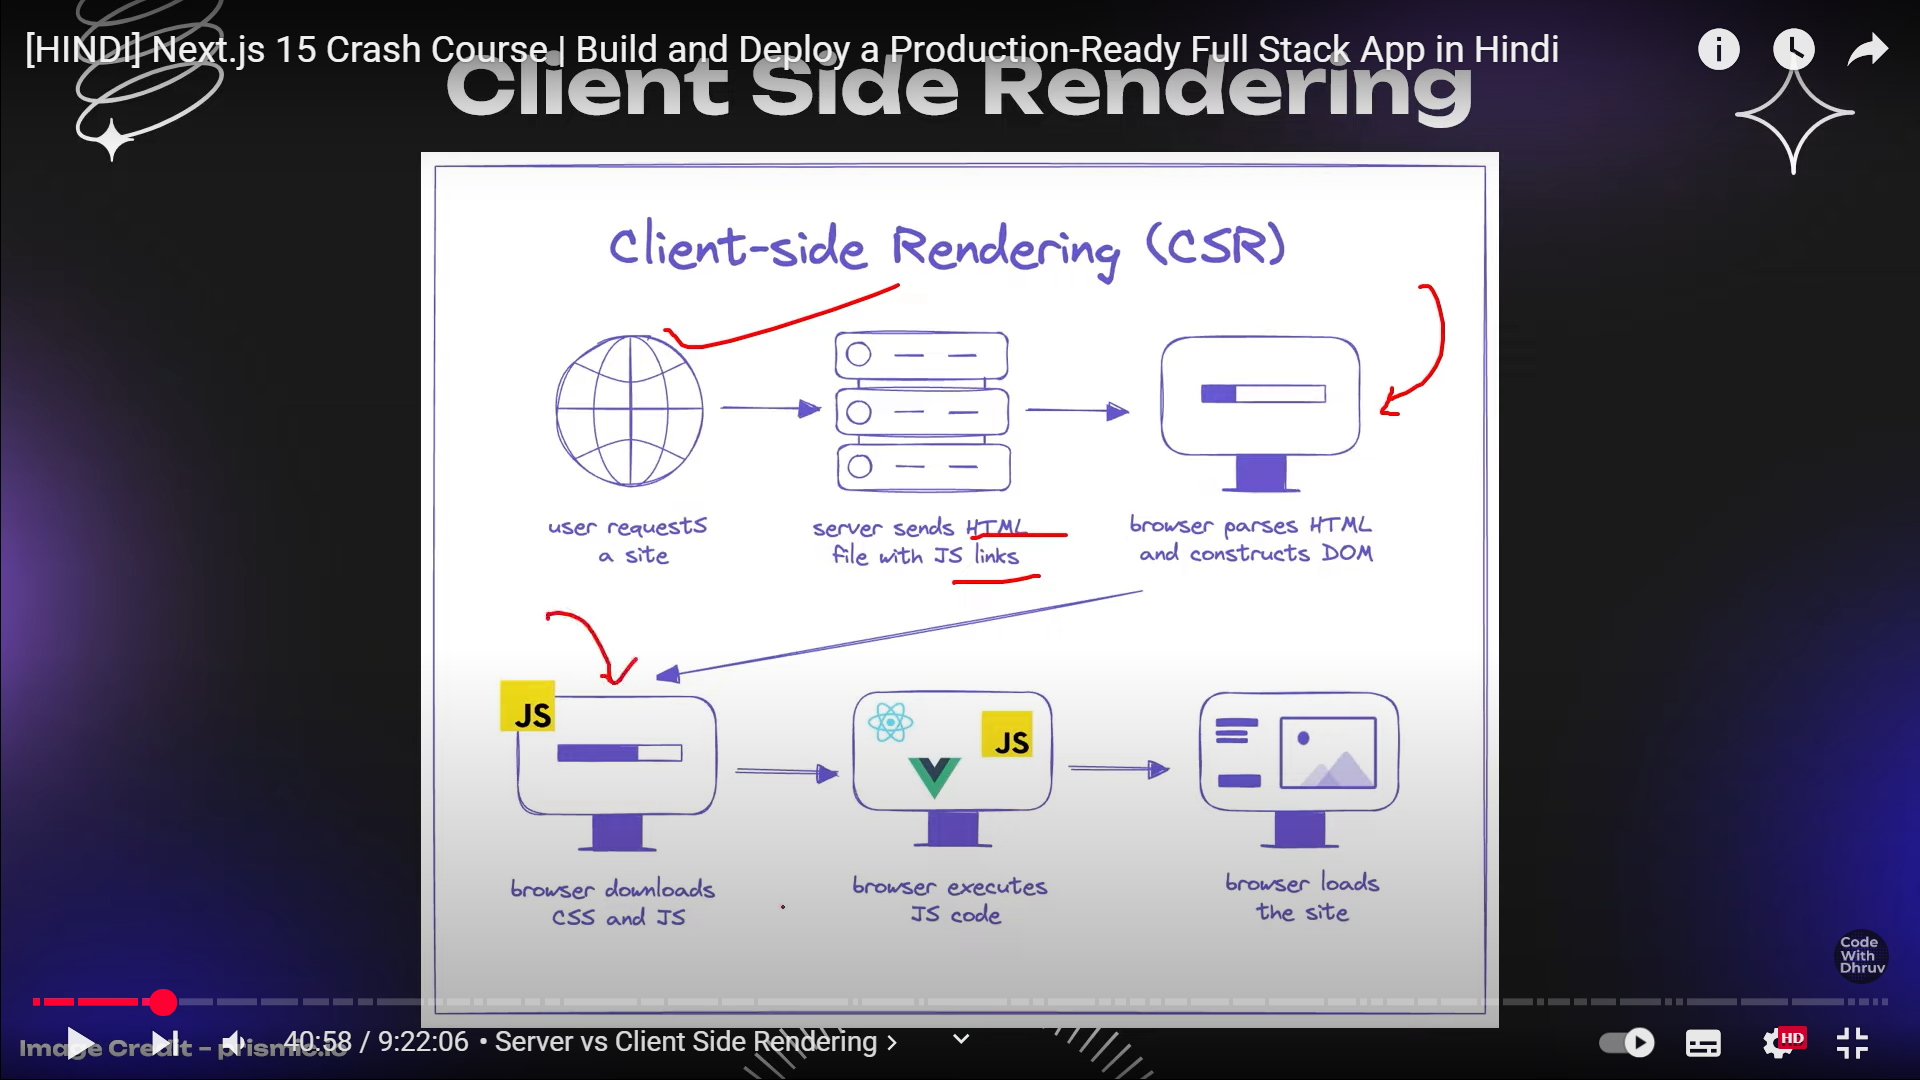 [HINDI] Next.js 15 Crash Course | Build and Deploy a Production-Ready Full Stack App in Hindi
Client Side Rendering
Client-side Rendering (CSR)
user requests
a site
server sends HTML
file with JS links
browser parses HTML
and constructs DOM
JS
JS
browser downloads
CSS and JS
browser executes
JS code
browser loads
the site
Code
With
Dhruv
Image Credit - prismic.io
40:58 / 9:22:06 • Server vs Client Side Rendering
HD